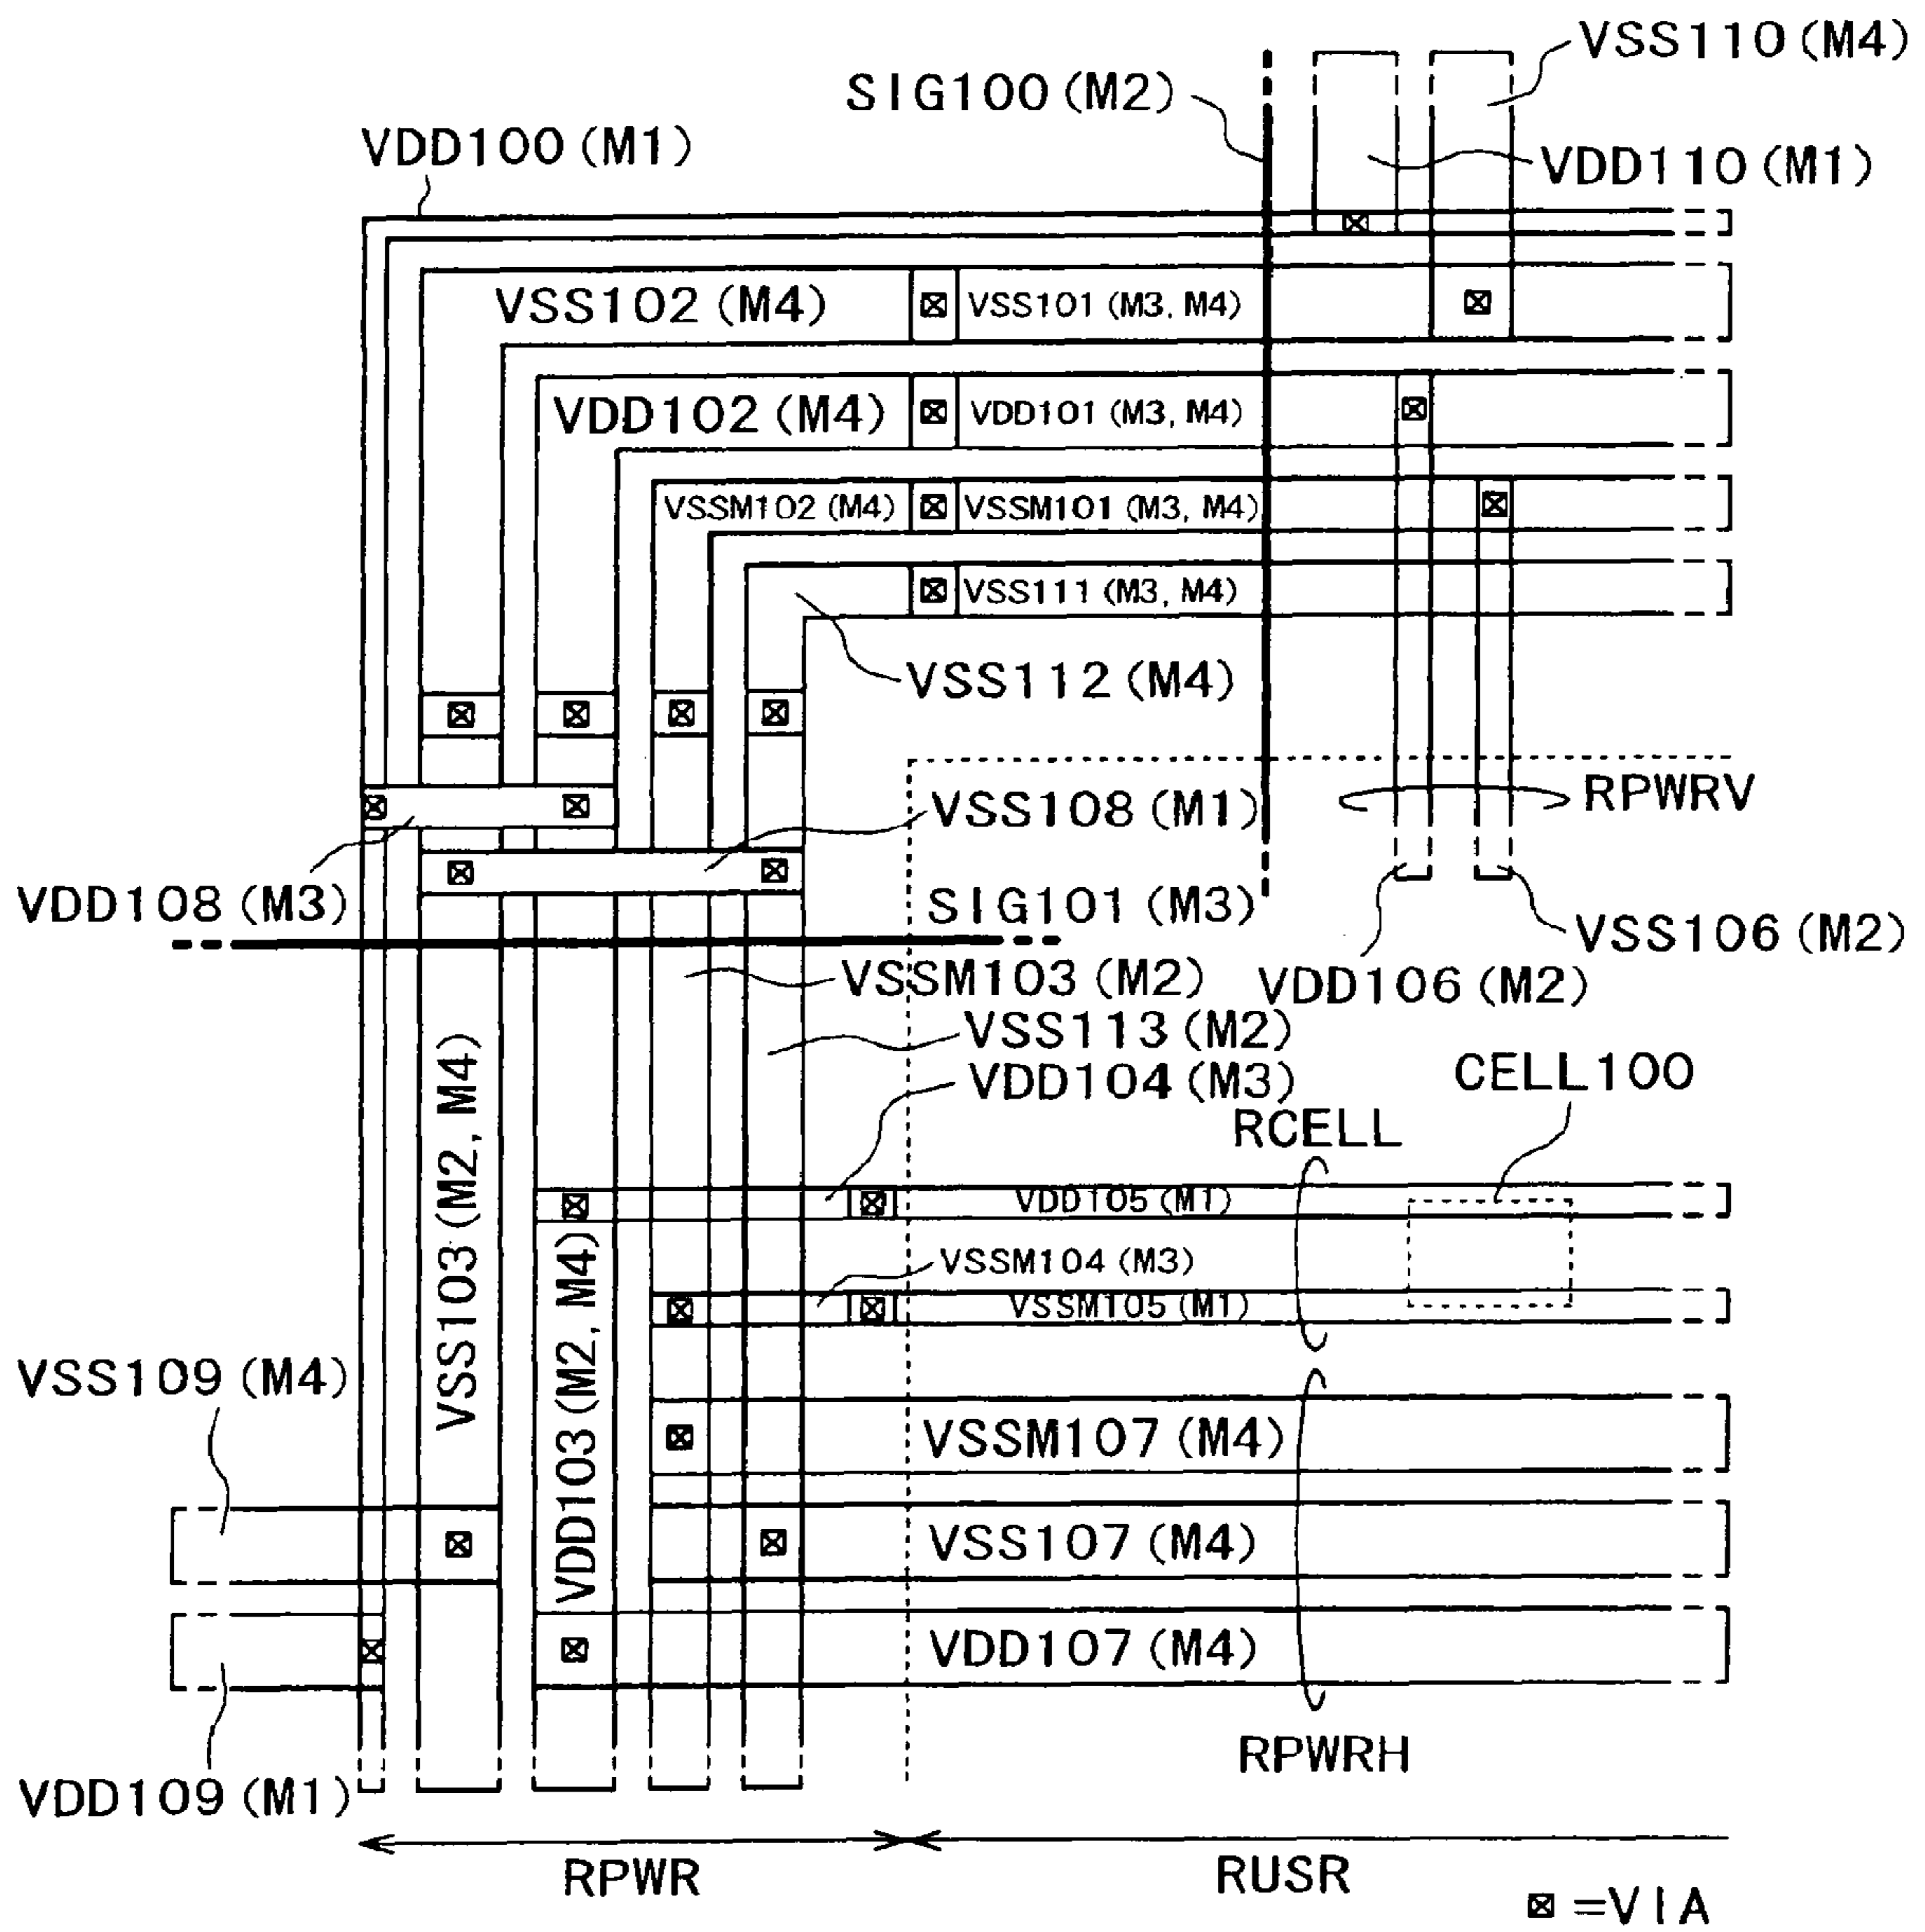 VSS110 (M4)
SIG100 (M2)
VDD100 (M1)
VDD110 (M1)
VSS102 (M4)
VSS101 (M3, M4)
VDD102 (M4)
VDD101 (M3, M4)
VSSM102 (M4)
VSSM101 (M3, M4)
VSS111 (M3, M4)
VSS112 (M4)
RPWRV
VSS108 (M1)
VDD108 (M3)
SIG101 (M3)
VSS106 (M2)
VSSM103 (M2)
VDD106 (M2)
VSS113 (M2)
VDD104 (M3)
CELL100
RCELL
VSS103 (M2, M4)
VDD105 (M1)
VDD103 (M2, M4)
VSSM104 (M3)
VSSM105 (M1)
VSS109 (M4)
VSSM107 (M4)
VSS107 (M4)
VDD107 (M4)
RPWRH
VDD109 (M1)
RPWR
RUSR
=VIA